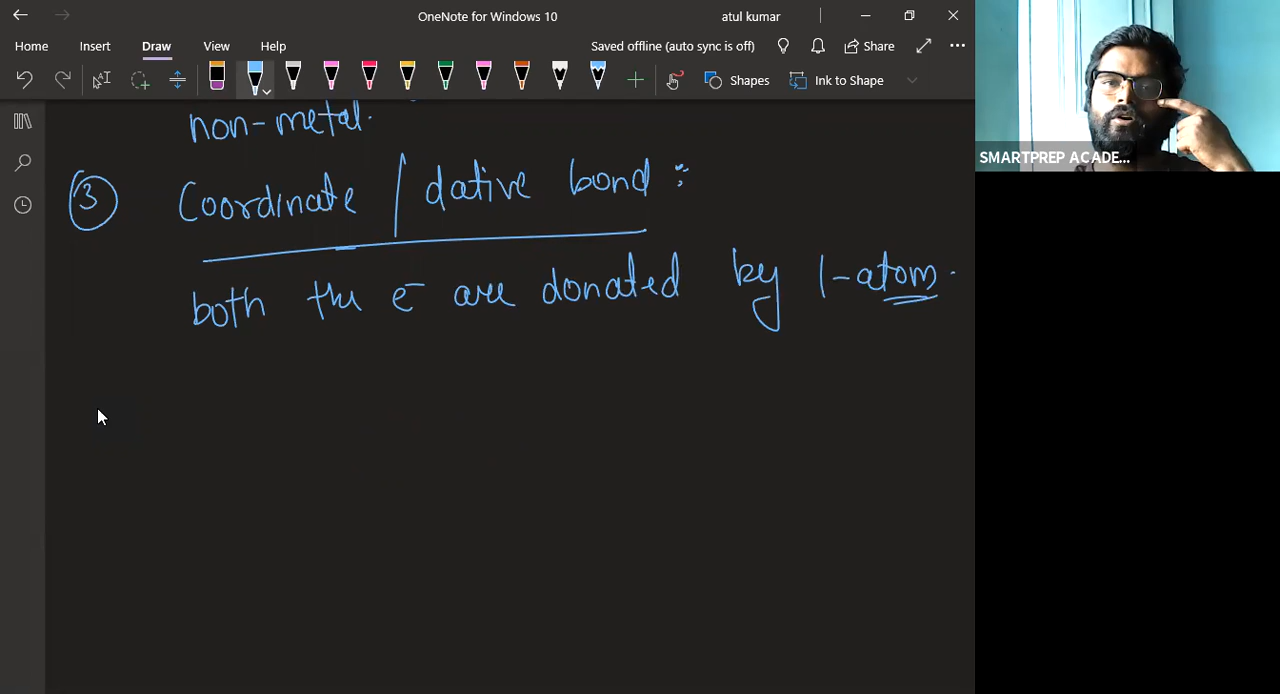 OneNote for Windows 10
atul kumar
Home Insert Draw View Help
Saved offline (auto sync is off)
Share
Shapes
Ink to Shape
SMARTPREP ACADE...
non-metal.
3 Coordinate / dative bond :
both the e- are donated by 1-atom.